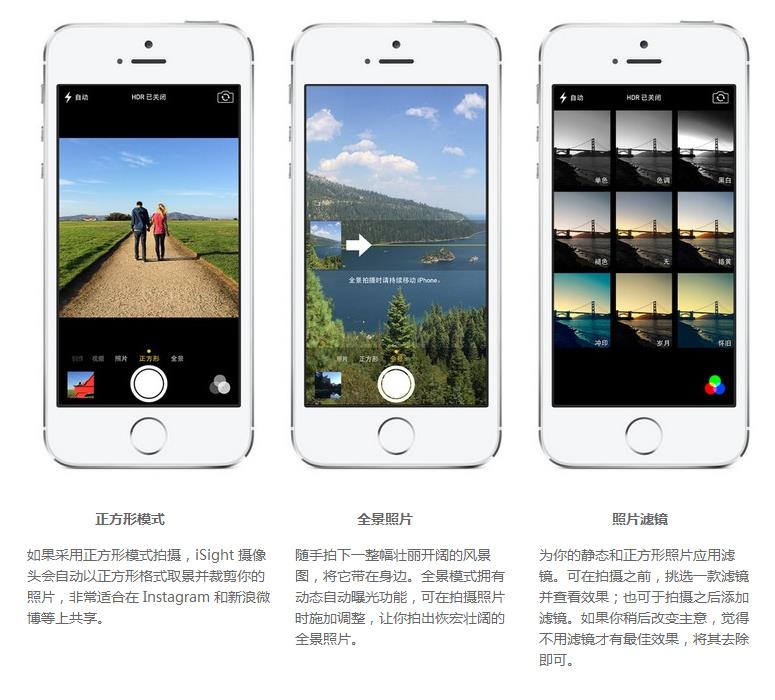 自动
HDR 已关闭
视频 照片 正方形 全景
全景拍摄时请持续移动 iPhone。
照片 正方形 全景
自动
HDR 已关闭
单色 色调 黑白
褪色 无 铬黄
冲印 岁月 怀旧
正方形模式
如果采用正方形模式拍摄，iSight 摄像
头会自动以正方形格式取景并裁剪你的
照片，非常适合在 Instagram 和新浪微
博等上共享。
全景照片
随手拍下一整幅壮丽开阔的风景
图，将它带在身边。全景模式拥有
动态自动曝光功能，可在拍摄照片
时施加调整，让你拍出恢宏壮阔的
全景照片。
照片滤镜
为你的静态和正方形照片应用滤
镜。可在拍摄之前，挑选一款滤镜
并查看效果；也可于拍摄之后添加
滤镜。如果你稍后改变主意，觉得
不用滤镜才有最佳效果，将其去除
即可。